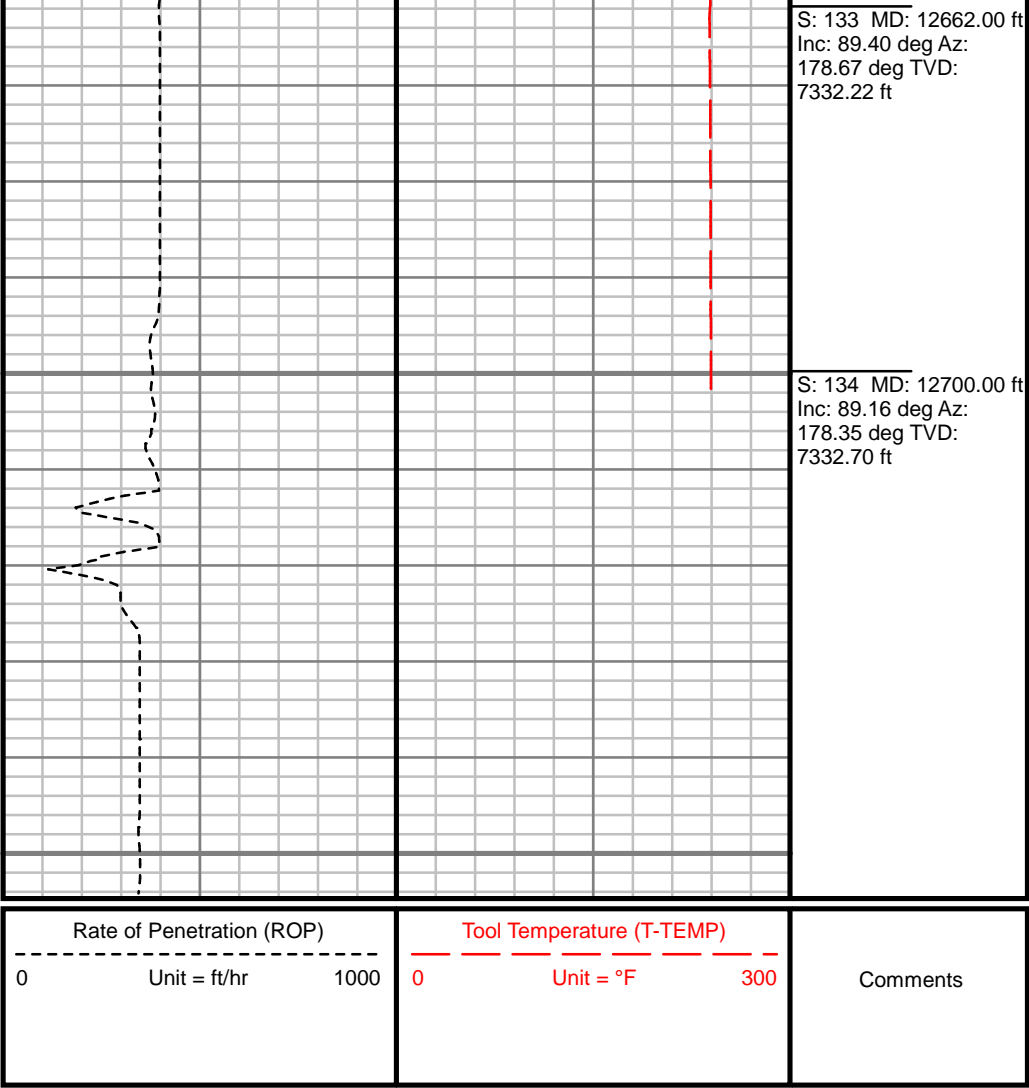 S: 133  MD: 12662.00 ft
Inc: 89.40 deg Az:
178.67 deg TVD:
7332.22 ft
S: 134  MD: 12700.00 ft
Inc: 89.16 deg Az:
178.35 deg TVD:
7332.70 ft
Rate of Penetration (ROP)
0 Unit = ft/hr 1000
Tool Temperature (T-TEMP)
0 Unit = °F 300
Comments